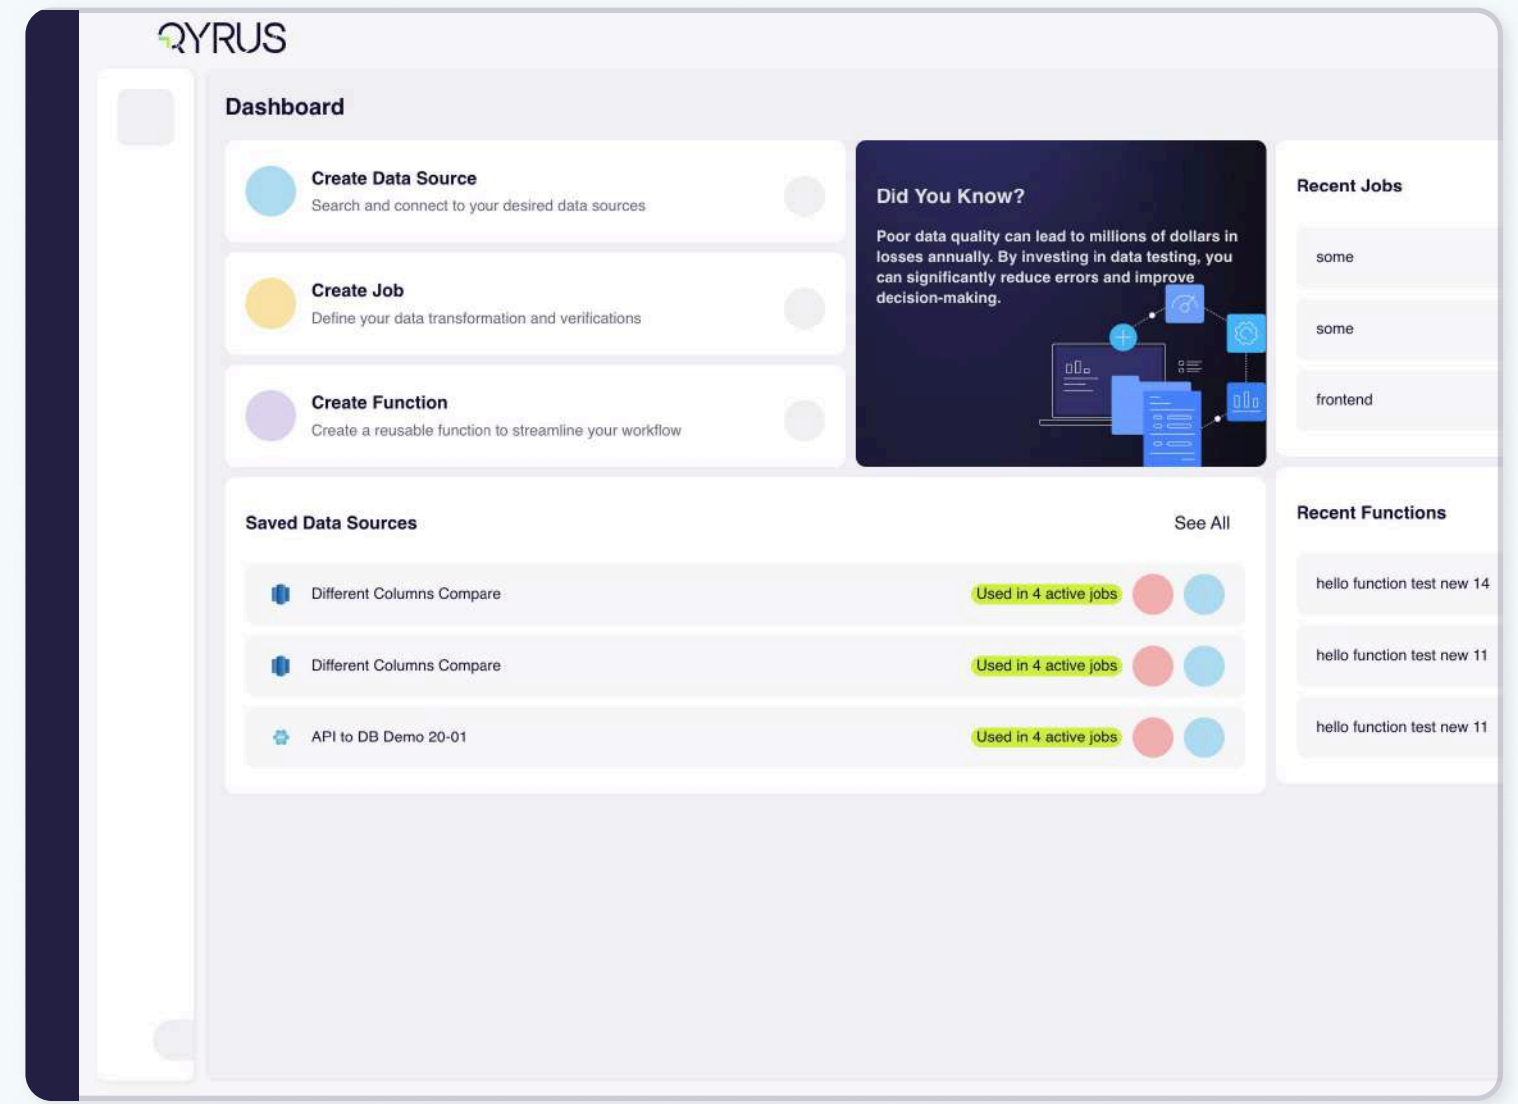 QYRUS
Dashboard
Create Data Source
Search and connect to your desired data sources
Create Job
Define your data transformation and verifications
Create Function
Create a reusable function to streamline your workflow
Did You Know?
Poor data quality can lead to millions of dollars in
losses annually. By investing in data testing, you
can significantly reduce errors and improve
decision-making.
Recent Jobs
some
some
frontend
Saved Data Sources
See All
Different Columns Compare
Used in 4 active jobs
Different Columns Compare
Used in 4 active jobs
API to DB Demo 20-01
Used in 4 active jobs
Recent Functions
hello function test new 14
hello function test new 11
hello function test new 11